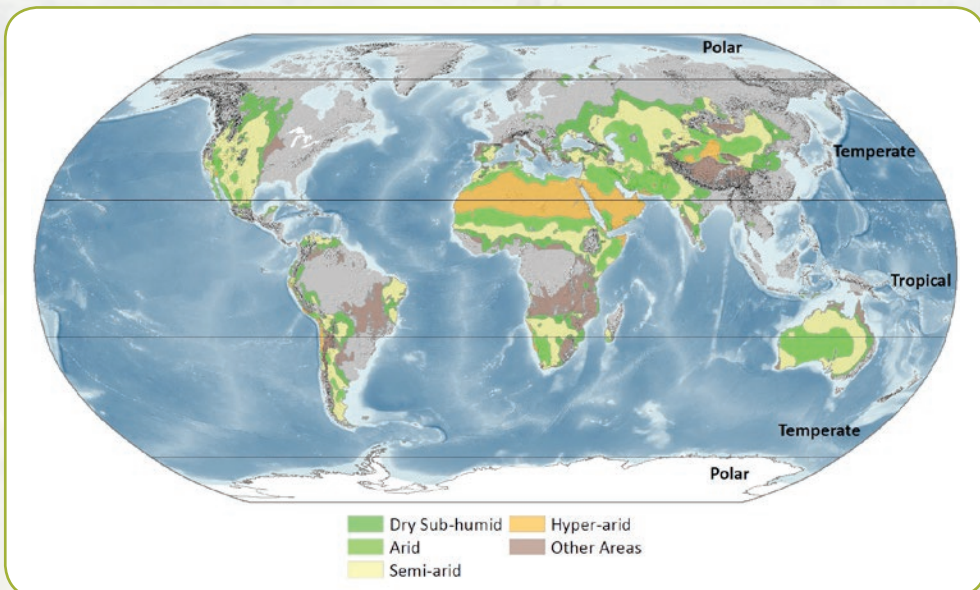 Polar
Temperate
Tropical
Temperate
Polar
Dry Sub-humid
Hyper-arid
Arid
Other Areas
Semi-arid